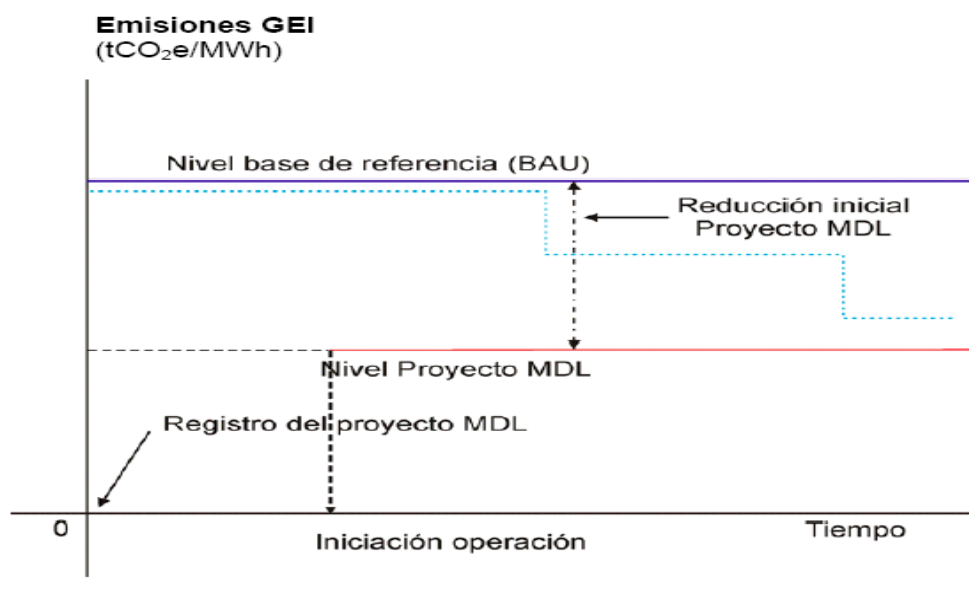 Emisiones GEI
(tCO₂e/MWh)
Nivel base de referencia (BAU)
Reducción inicial
Proyecto MDL
Nivel Proyecto MDL
Registro del proyecto MDL
0
Tiempo
Iniciación operación